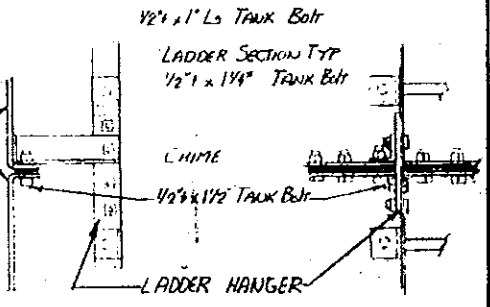 1/2"φ x 1" Lg TANK Bolt
LADDER SECTION TYP
1/2"φ x 1 1/4" TANK Bolt
CHIME
1/2"φ x 1 1/2" TANK Bolt
LADDER HANGER